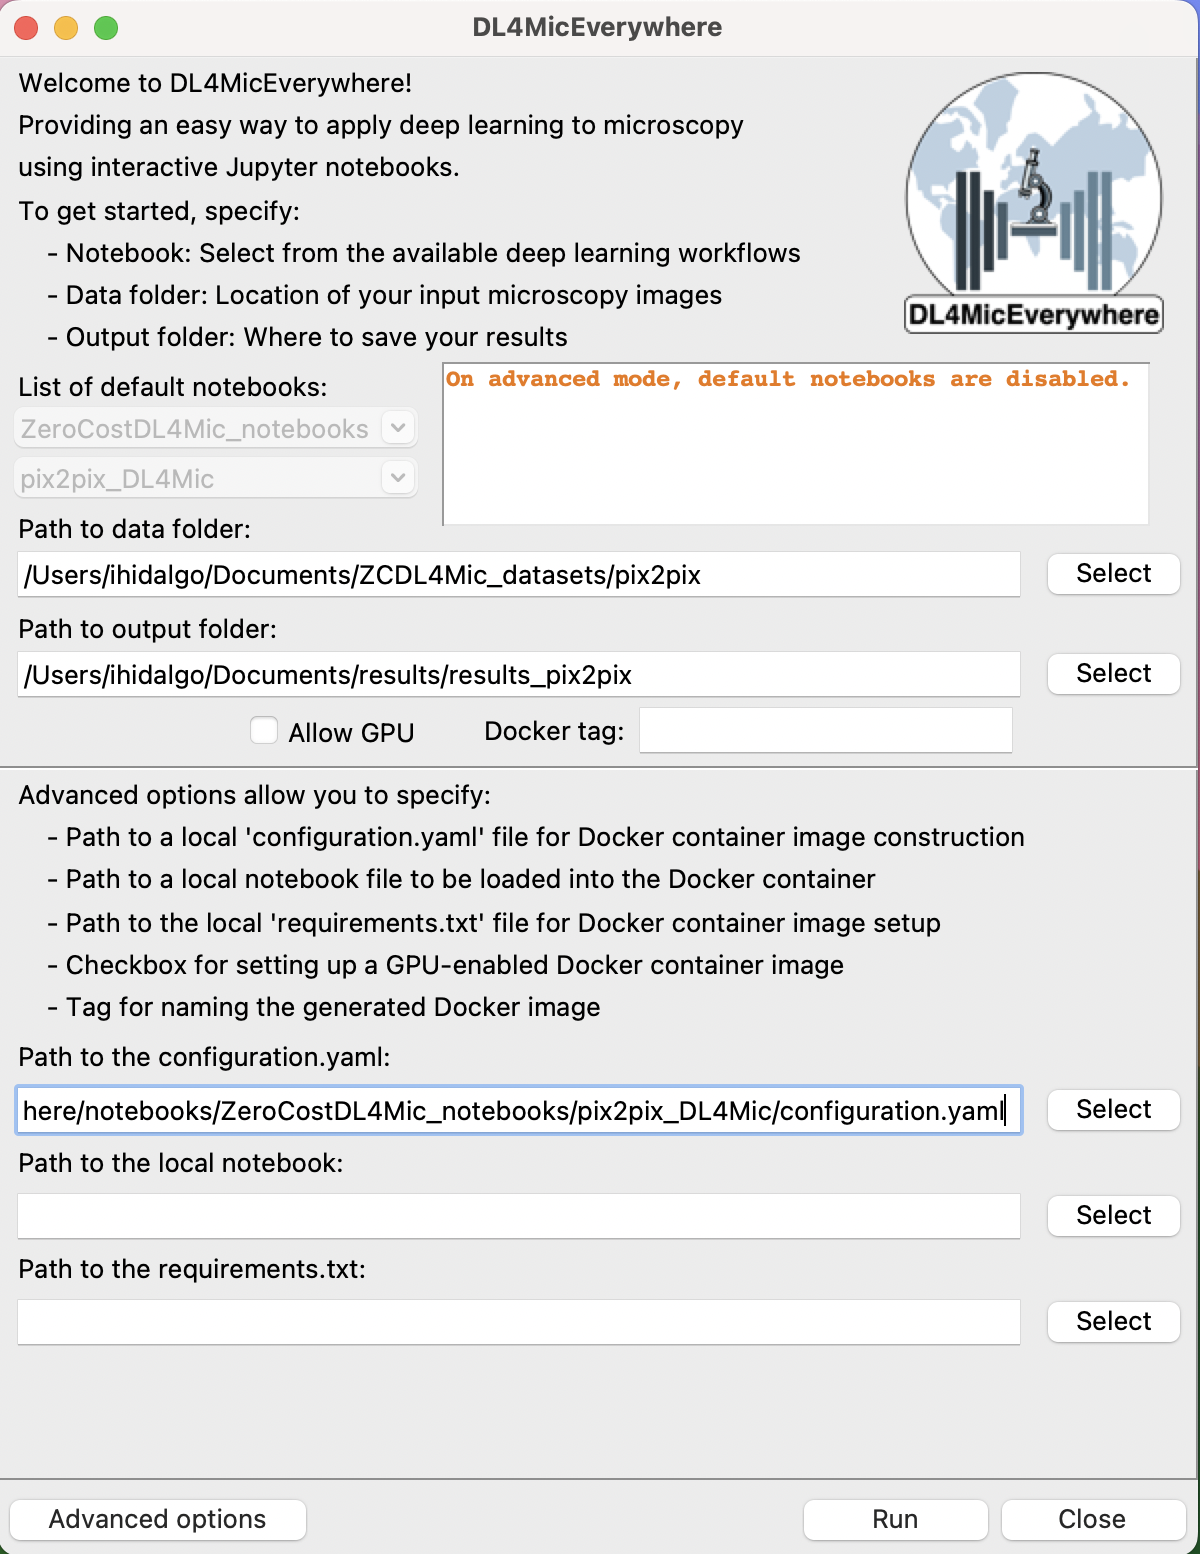 DL4MicEverywhere
Welcome to DL4MicEverywhere!
Providing an easy way to apply deep learning to microscopy
using interactive Jupyter notebooks.
To get started, specify:
- Notebook: Select from the available deep learning workflows
- Data folder: Location of your input microscopy images
- Output folder: Where to save your results
DL4MicEverywhere
List of default notebooks:
On advanced mode, default notebooks are disabled.
ZeroCostDL4Mic_notebooks
pix2pix_DL4Mic
Path to data folder:
/Users/ihidalgo/Documents/ZCDL4Mic_datasets/pix2pix
Select
Path to output folder:
/Users/ihidalgo/Documents/results/results_pix2pix
Select
Allow GPU
Docker tag:
Advanced options allow you to specify:
- Path to a local 'configuration.yaml' file for Docker container image construction
- Path to a local notebook file to be loaded into the Docker container
- Path to the local 'requirements.txt' file for Docker container image setup
- Checkbox for setting up a GPU-enabled Docker container image
- Tag for naming the generated Docker image
Path to the configuration.yaml:
here/notebooks/ZeroCostDL4Mic_notebooks/pix2pix_DL4Mic/configuration.yaml
Select
Path to the local notebook:
Select
Path to the requirements.txt:
Select
Advanced options
Run
Close